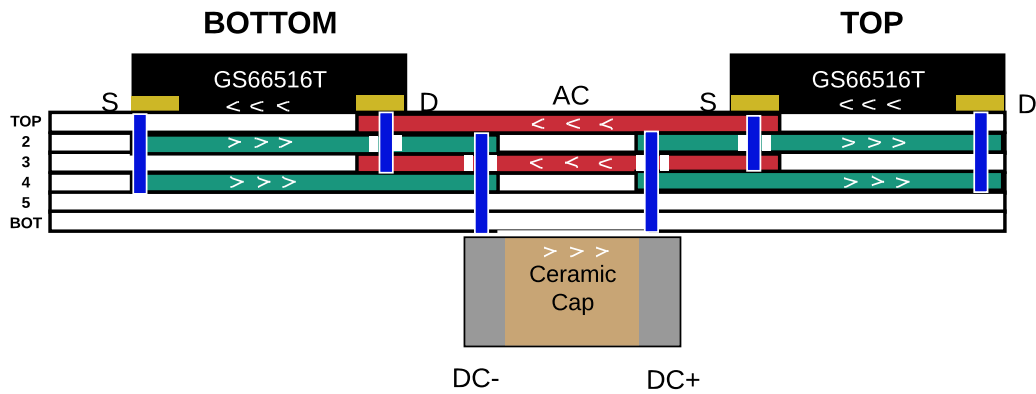 BOTTOM
TOP
GS66516T
GS66516T
S
< < <
D
AC
S
< < <
D
TOP
< < <
2
> > >
> > >
3
< < <
4
> > >
> > >
5
BOT
> > >
Ceramic
Cap
DC-
DC+